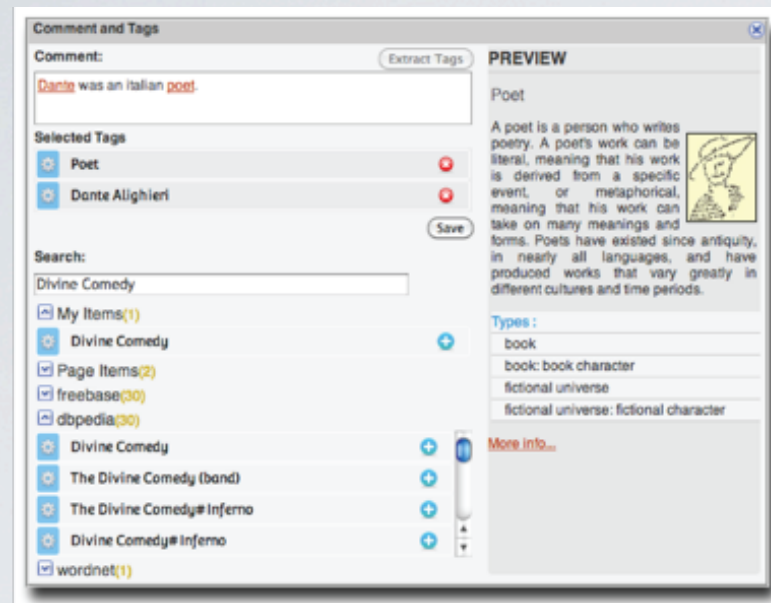 Comment and Tags
Comment:
Extract Tags
Dante was an italian poet.
Selected Tags
Poet
Dante Alighieri
Save
Search:
Divine Comedy
My Items(1)
Divine Comedy
Page Items(2)
freebase(30)
dbpedia(30)
Divine Comedy
The Divine Comedy (band)
The Divine Comedy# Inferno
Divine Comedy# Inferno
wordnet(1)
PREVIEW
Poet
A poet is a person who writes
poetry. A poet's work can be
literal, meaning that his work
is derived from a specific
event, or metaphorical,
meaning that his work can
take on many meanings and
forms. Poets have existed since antiquity,
in nearly all languages, and have
produced works that vary greatly in
different cultures and time periods.
Types :
book
book: book character
fictional universe
fictional universe: fictional character
More info...